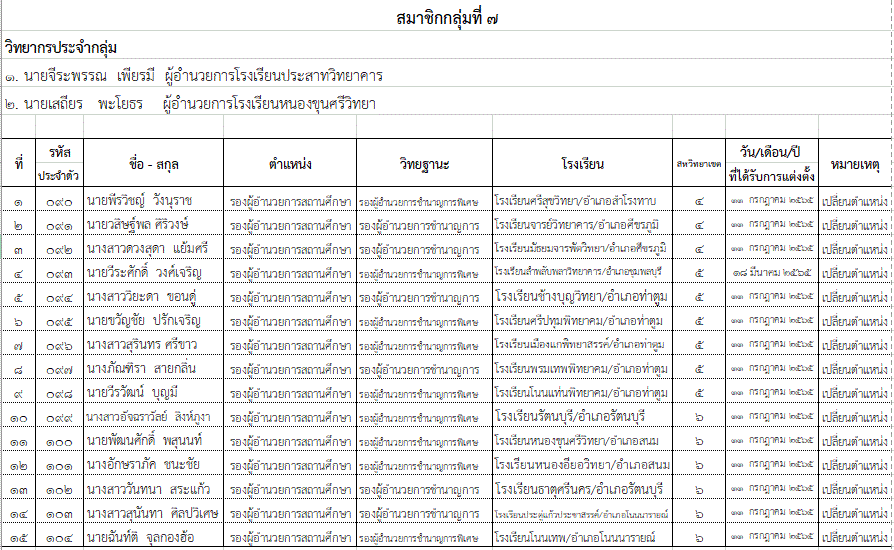 สมาชิกกลุ่มที่ ๗
วิทยากรประจำกลุ่ม
๑. นายจีระพรรณ เพียรมี ผู้อำนวยการโรงเรียนประสาทวิทยาคาร
๒. นายเสถียร พะโยธร ผู้อำนวยการโรงเรียนหนองขุนศรีวิทยา
ที่ รหัสประจำตัว ชื่อ - สกุล ตำแหน่ง วิทยฐานะ โรงเรียน สหวิทยาเขต วัน/เดือน/ปี ที่ได้รับการแต่งตั้ง หมายเหตุ
๑ ๐๙๐ นายพีรวิชญ์ วังนุราช รองผู้อำนวยการสถานศึกษา รองผู้อำนวยการชำนาญการพิเศษ โรงเรียนศรีสุขวิทยา/อำเภอสำโรงทาบ ๔ ๑๑ กรกฎาคม ๒๕๖๕ เปลี่ยนตำแหน่ง
๒ ๐๙๑ นายวสิษฐ์พล ศิริวงษ์ รองผู้อำนวยการสถานศึกษา รองผู้อำนวยการชำนาญการ โรงเรียนจารย์วิทยาคาร/อำเภอศีขรภูมิ ๔ ๑๑ กรกฎาคม ๒๕๖๕ เปลี่ยนตำแหน่ง
๓ ๐๙๒ นางสาวดวงสุดา แย้มศรี รองผู้อำนวยการสถานศึกษา รองผู้อำนวยการชำนาญการ โรงเรียนมัธยมจารพัตวิทยา/อำเภอศีขรภูมิ ๔ ๑๑ กรกฎาคม ๒๕๖๕ เปลี่ยนตำแหน่ง
๔ ๐๙๓ นายวีระศักดิ์ วงค์เจริญ รองผู้อำนวยการสถานศึกษา รองผู้อำนวยการชำนาญการพิเศษ โรงเรียนลำพลับพลาวิทยาคาร/อำเภอชุมพลบุรี ๕ ๑๘ มีนาคม ๒๕๖๕ เปลี่ยนตำแหน่ง
๕ ๐๙๔ นางสาววิยะดา ขอนดู่ รองผู้อำนวยการสถานศึกษา รองผู้อำนวยการชำนาญการ โรงเรียนช้างบุญวิทยา/อำเภอท่าตูม ๕ ๑๑ กรกฎาคม ๒๕๖๕ เปลี่ยนตำแหน่ง
๖ ๐๙๕ นายขวัญชัย ปรักเจริญ รองผู้อำนวยการสถานศึกษา รองผู้อำนวยการชำนาญการพิเศษ โรงเรียนศรีปทุมพิทยาคม/อำเภอท่าตูม ๕ ๑๑ กรกฎาคม ๒๕๖๕ เปลี่ยนตำแหน่ง
๗ ๐๙๖ นางสาวสุรินทร ศรีขาว รองผู้อำนวยการสถานศึกษา รองผู้อำนวยการชำนาญการพิเศษ โรงเรียนเมืองแกพิทยาสรรค์/อำเภอท่าตูม ๕ ๑๑ กรกฎาคม ๒๕๖๕ เปลี่ยนตำแหน่ง
๘ ๐๙๗ นางภัณฑิรา สายกลิ่น รองผู้อำนวยการสถานศึกษา รองผู้อำนวยการชำนาญการ โรงเรียนพรมเทพพิทยาคม/อำเภอท่าตูม ๕ ๑๑ กรกฎาคม ๒๕๖๕ เปลี่ยนตำแหน่ง
๙ ๐๙๘ นายวีรวัฒน์ บุญมี รองผู้อำนวยการสถานศึกษา รองผู้อำนวยการชำนาญการพิเศษ โรงเรียนโนนแท่นพิทยาคม/อำเภอท่าตูม ๕ ๑๑ กรกฎาคม ๒๕๖๕ เปลี่ยนตำแหน่ง
๑๐ ๐๙๙ นางสาวอัจฉราวัลย์ สิงห์ภูงา รองผู้อำนวยการสถานศึกษา รองผู้อำนวยการชำนาญการพิเศษ โรงเรียนรัตนบุรี/อำเภอรัตนบุรี ๖ ๑๑ กรกฎาคม ๒๕๖๕ เปลี่ยนตำแหน่ง
๑๑ ๑๐๐ นายพัฒนศักดิ์ พสุนนท์ รองผู้อำนวยการสถานศึกษา รองผู้อำนวยการชำนาญการพิเศษ โรงเรียนหนองขุนศรีวิทยา/อำเภอสนม ๖ ๑๑ กรกฎาคม ๒๕๖๕ เปลี่ยนตำแหน่ง
๑๒ ๑๐๑ นางอักษราภัค ชนะชัย รองผู้อำนวยการสถานศึกษา รองผู้อำนวยการชำนาญการพิเศษ โรงเรียนหนองอียอวิทยา/อำเภอสนม ๖ ๑๑ กรกฎาคม ๒๕๖๕ เปลี่ยนตำแหน่ง
๑๓ ๑๐๒ นางสาววันทนา สระแก้ว รองผู้อำนวยการสถานศึกษา รองผู้อำนวยการชำนาญการ โรงเรียนธาตุศรีนคร/อำเภอรัตนบุรี ๖ ๑๑ กรกฎาคม ๒๕๖๕ เปลี่ยนตำแหน่ง
๑๔ ๑๐๓ นางสาวสุนันทา ศิลปวิเศษ รองผู้อำนวยการสถานศึกษา รองผู้อำนวยการชำนาญการ โรงเรียนประดู่แก้วประชาสรรค์/อำเภอโนนนารายณ์ ๖ ๑๑ กรกฎาคม ๒๕๖๕ เปลี่ยนตำแหน่ง
๑๕ ๑๐๔ นายฉันท์ติ จุลกองฮ้อ รองผู้อำนวยการสถานศึกษา รองผู้อำนวยการชำนาญการพิเศษ โรงเรียนโนนเทพ/อำเภอโนนนารายณ์ ๖ ๑๑ กรกฎาคม ๒๕๖๕ เปลี่ยนตำแหน่ง